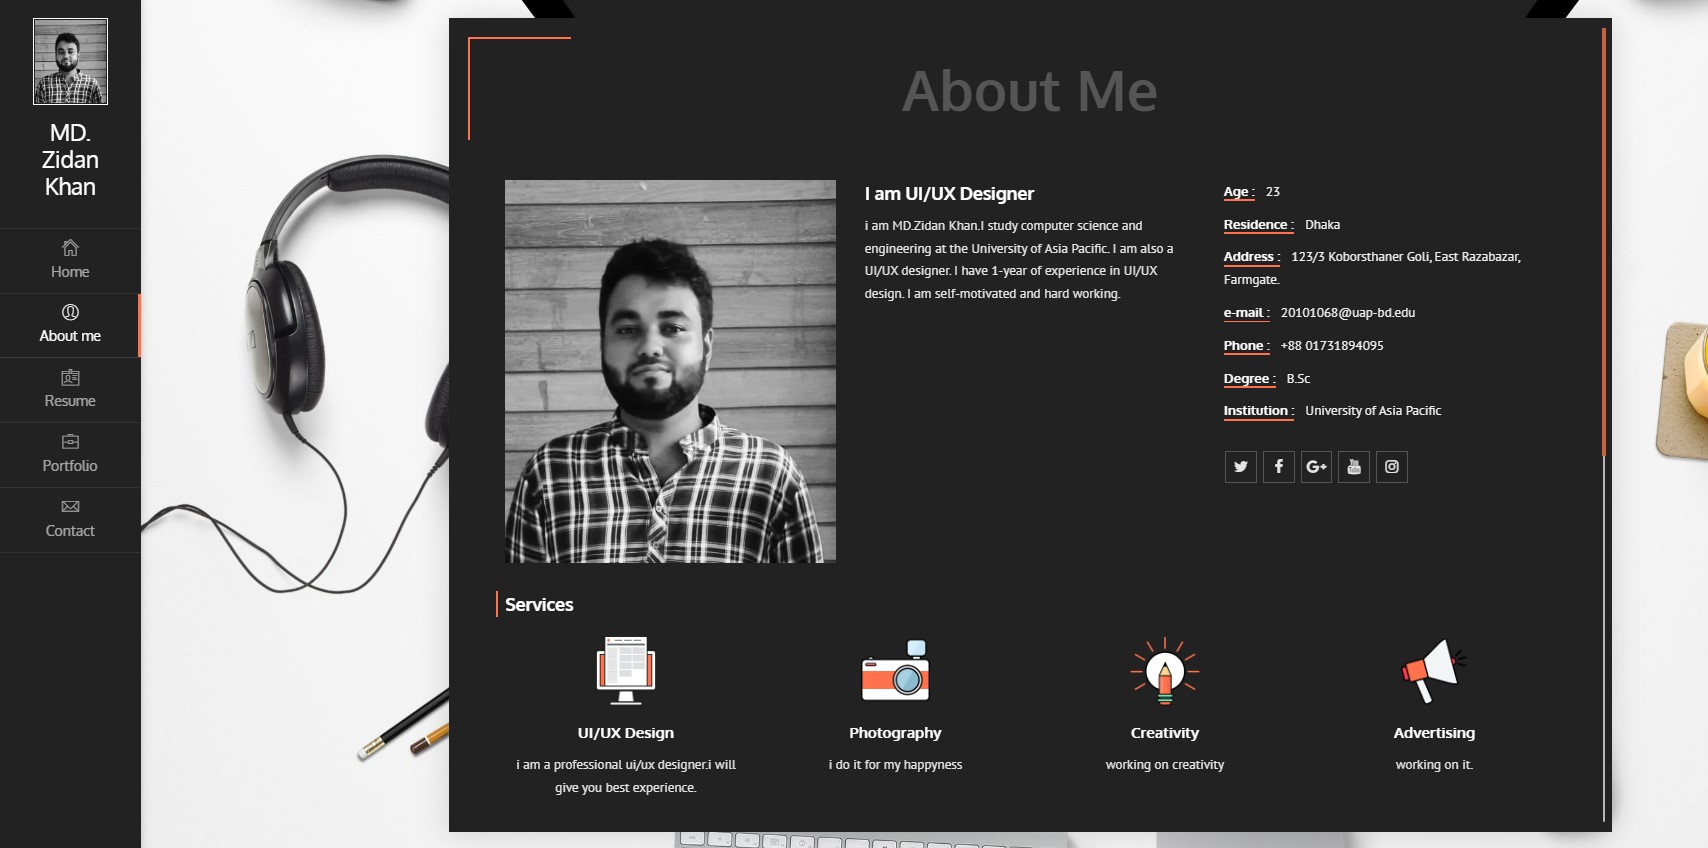 MD.
Zidan
Khan
Home
About me
Resume
Portfolio
Contact
About Me
I am UI/UX Designer
i am MD.Zidan Khan.I study computer science and
engineering at the University of Asia Pacific. I am also a
UI/UX designer. I have 1-year of experience in UI/UX
design. I am self-motivated and hard working.
Age : 23
Residence : Dhaka
Address : 123/3 Koborsthaner Goli, East Razabazar,
Farmgate.
e-mail : 20101068@uap-bd.edu
Phone : +88 01731894095
Degree : B.Sc
Institution : University of Asia Pacific
G+
You
Tube
Services
UI/UX Design
i am a professional ui/ux designer.i will
give you best experience.
Photography
i do it for my happyness
Creativity
working on creativity
Advertising
working on it.